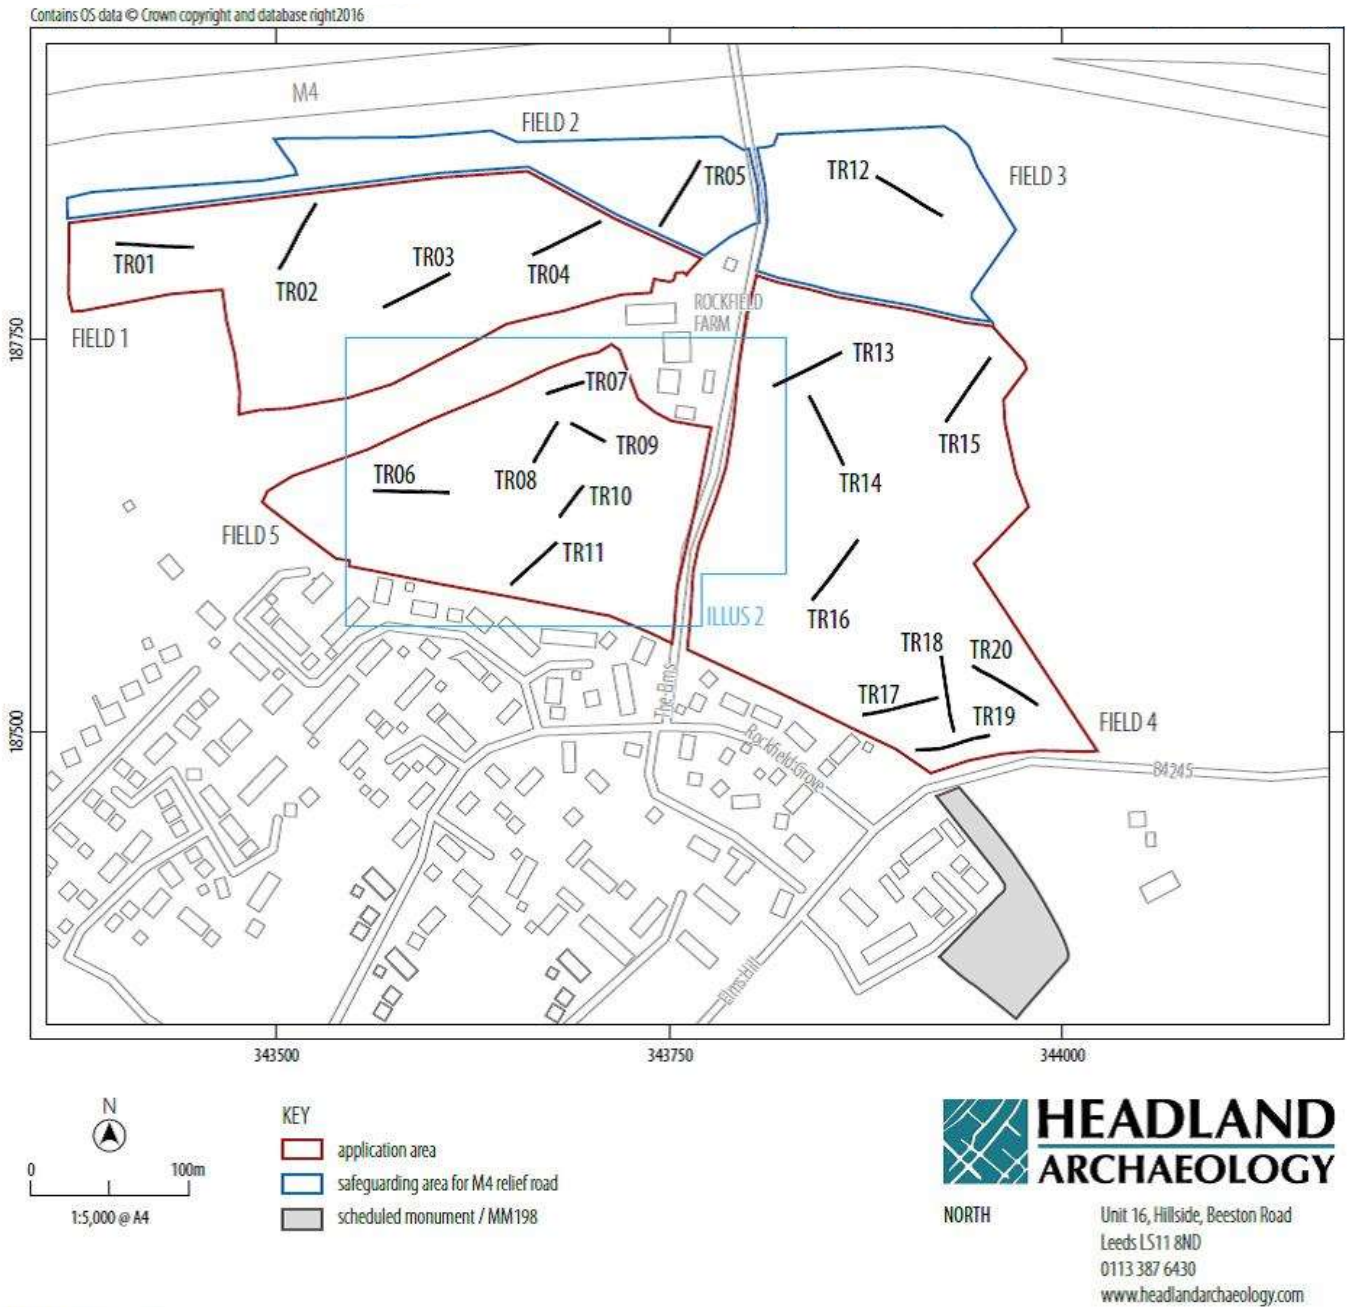 Contains OS data © Crown copyright and database right2016
M4
FIELD 2
TR05
TR12
FIELD 3
TR01
TR02
TR03
TR04
ROCKFIELD
FARM
FIELD 1
187750
TR13
TR07
TR15
TR09
TR06
TR08
TR14
TR10
FIELD 5
TR11
ILLUS 2
TR16
TR18
TR20
The Elms
TR17
TR19
FIELD 4
187500
Rockfield Grove
B4245
Elms Hill
343500
343750
344000
N
0
100m
1:5,000 @ A4
KEY
application area
safeguarding area for M4 relief road
scheduled monument / MM198
HEADLAND
ARCHAEOLOGY
NORTH
Unit 16, Hillside, Beeston Road
Leeds LS11 8ND
0113 387 6430
www.headlandarchaeology.com